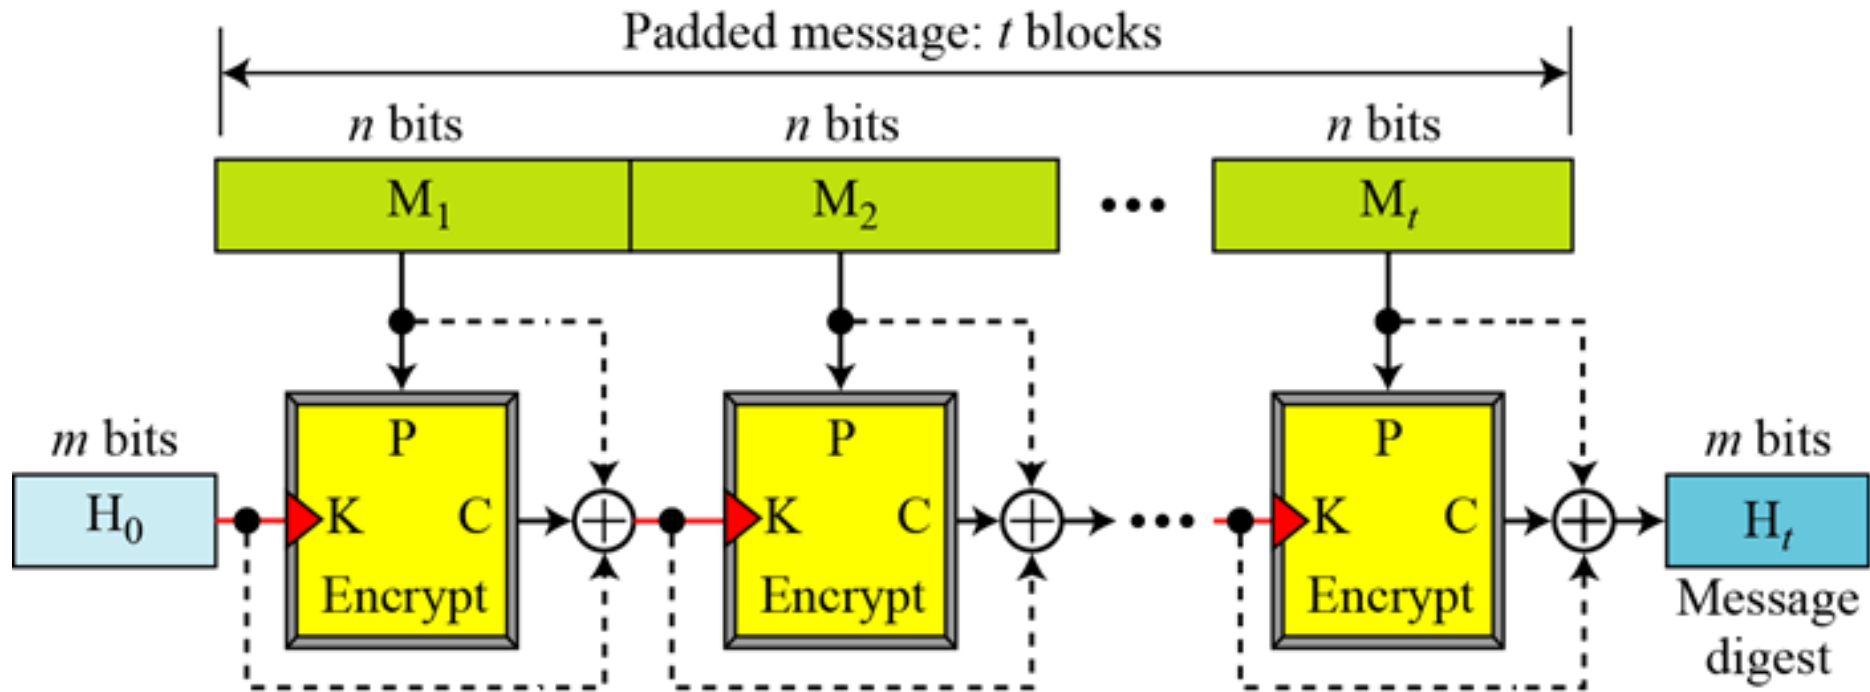 Padded message: t blocks
n bits n bits n bits
M₁ M₂ ••• Mₜ
m bits P P P m bits
H₀ K C K C ••• K C Hₜ
Encrypt Encrypt Encrypt Message
digest